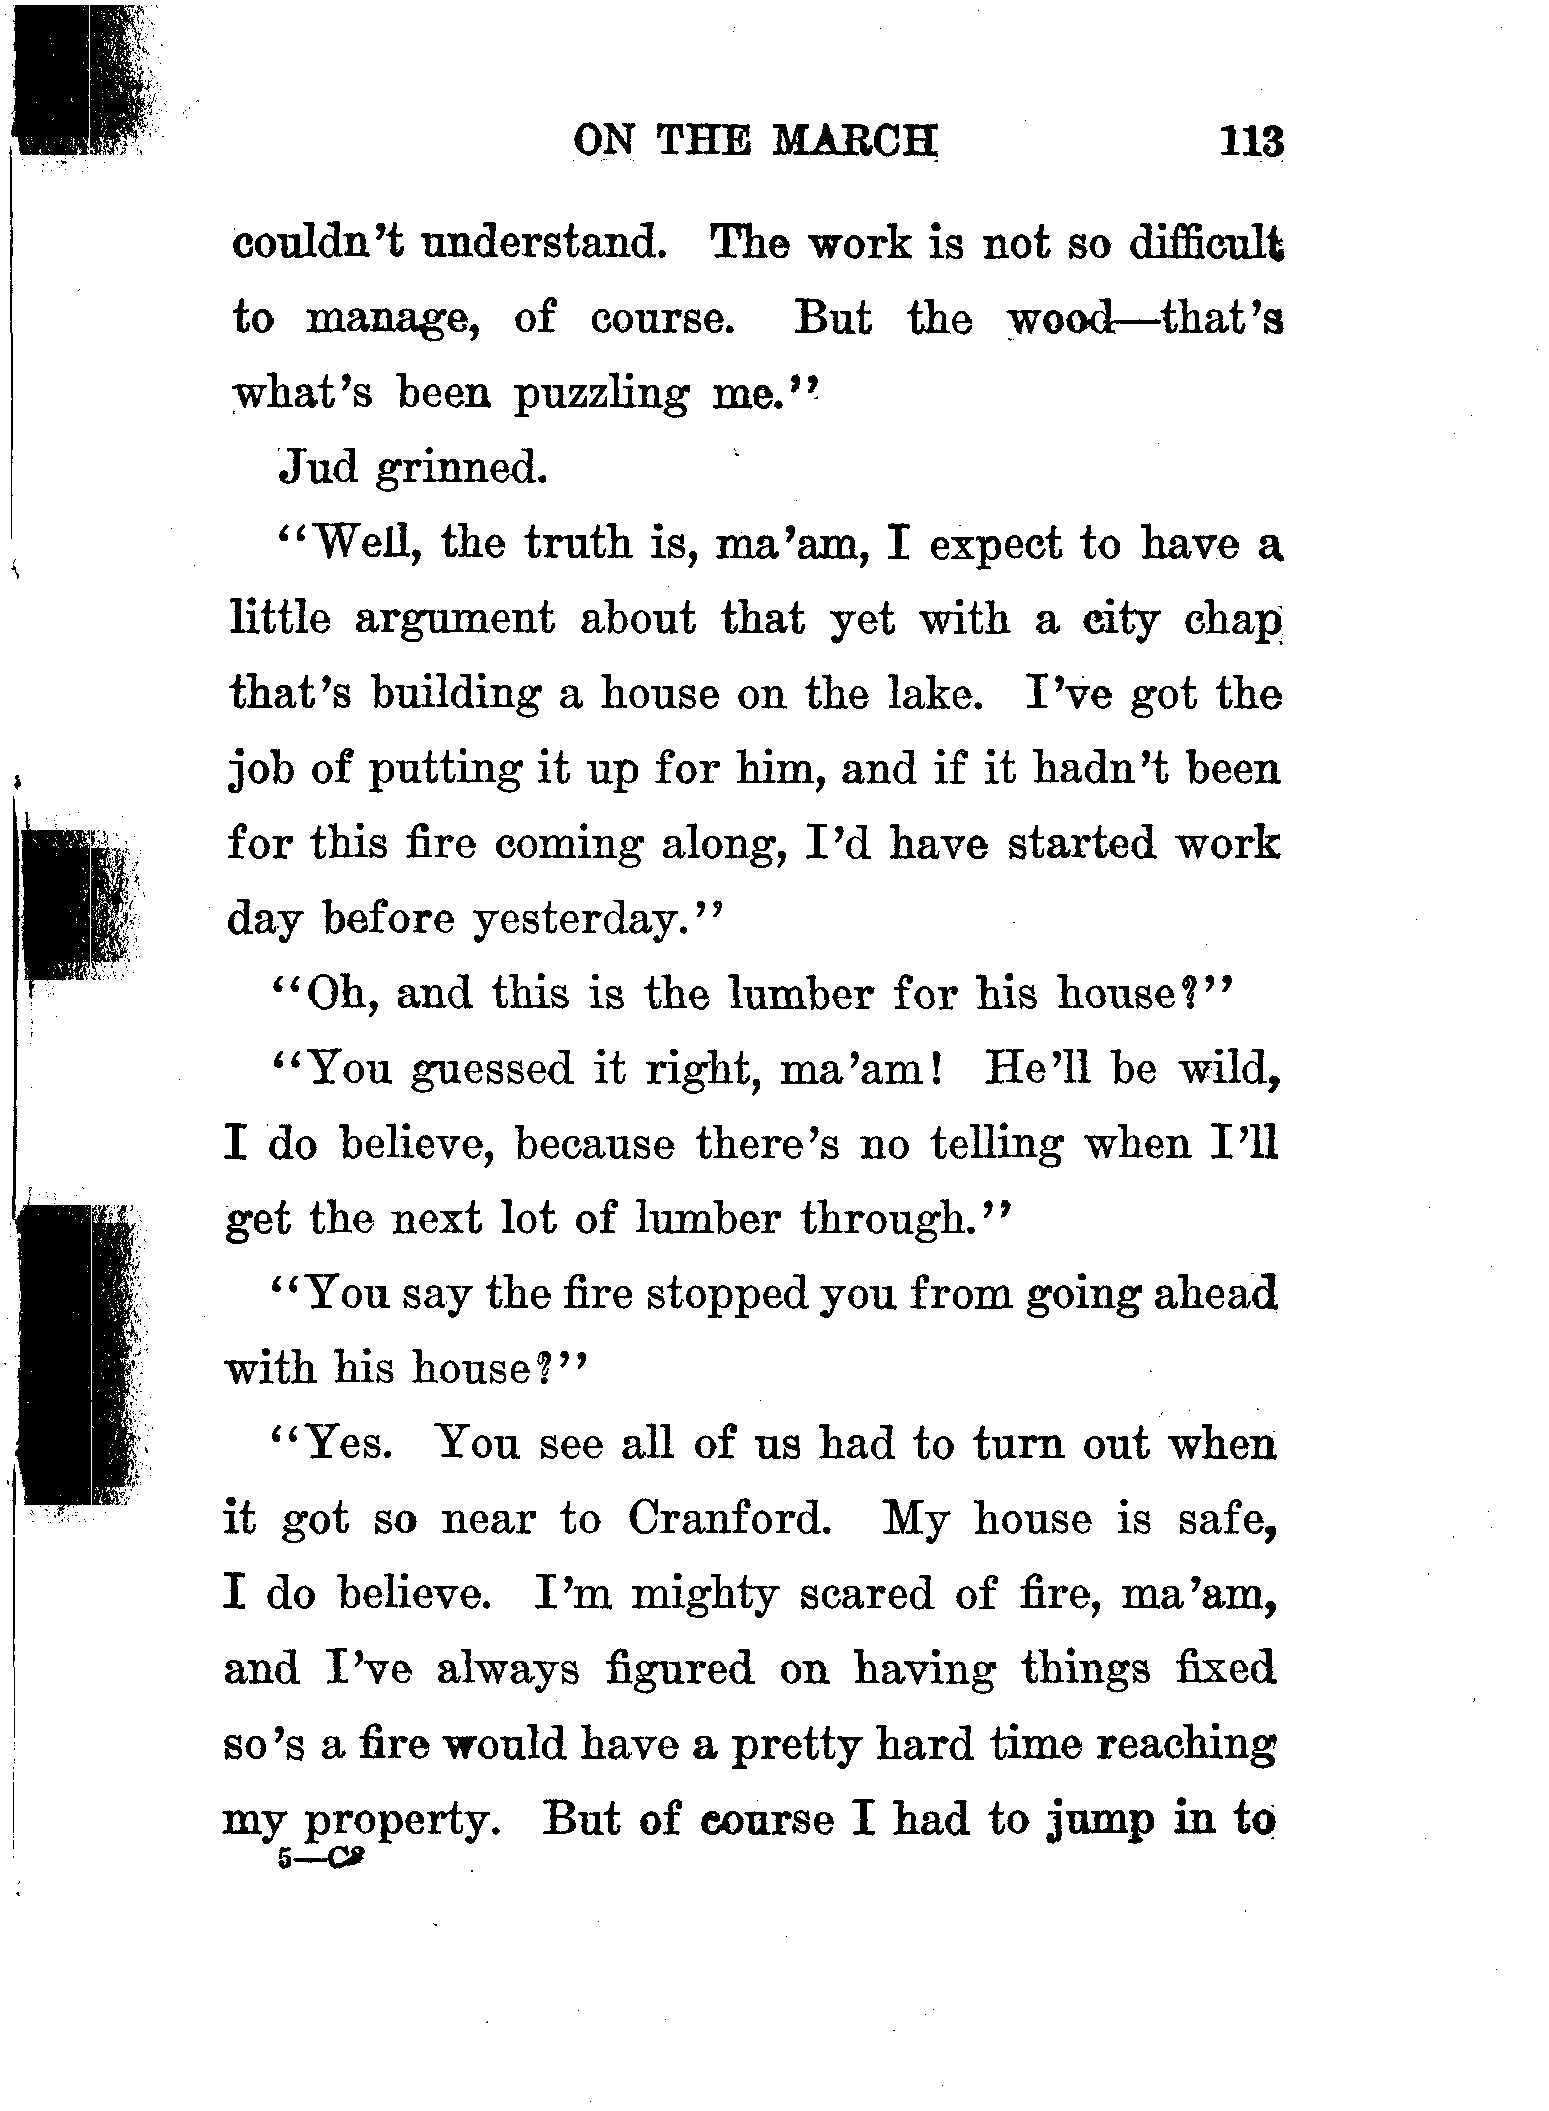 ON THE MARCH 113
couldn't understand. The work is not so difficult
to manage, of course. But the wood—that's
what's been puzzling me."
Jud grinned.
"Well, the truth is, ma'am, I expect to have a
little argument about that yet with a city chap
that's building a house on the lake. I've got the
job of putting it up for him, and if it hadn't been
for this fire coming along, I'd have started work
day before yesterday."
"Oh, and this is the lumber for his house?"
"You guessed it right, ma'am! He'll be wild,
I do believe, because there's no telling when I'll
get the next lot of lumber through."
"You say the fire stopped you from going ahead
with his house?"
"Yes. You see all of us had to turn out when
it got so near to Cranford. My house is safe,
I do believe. I'm mighty scared of fire, ma'am,
and I've always figured on having things fixed
so's a fire would have a pretty hard time reaching
my property. But of course I had to jump in to